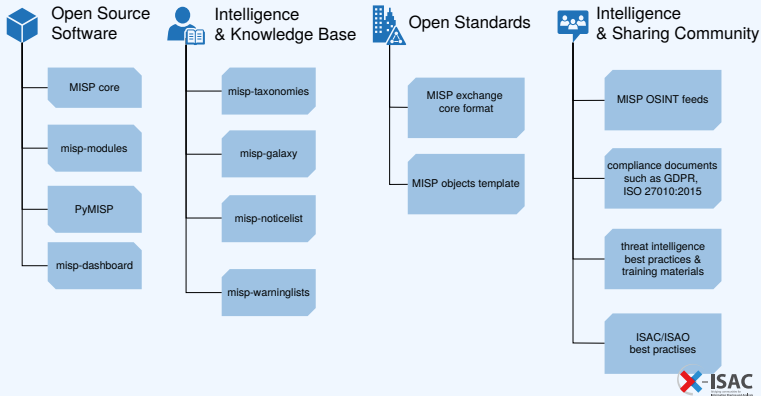 Open Source
Software
MISP core
misp-modules
PyMISP
misp-dashboard
Intelligence
& Knowledge Base
misp-taxonomies
misp-galaxy
misp-noticelist
misp-warninglists
Open Standards
MISP exchange
core format
MISP objects template
Intelligence
& Sharing Community
MISP OSINT feeds
compliance documents
such as GDPR,
ISO 27010:2015
threat intelligence
best practices &
training materials
ISAC/ISAO
best practises
X-ISAC